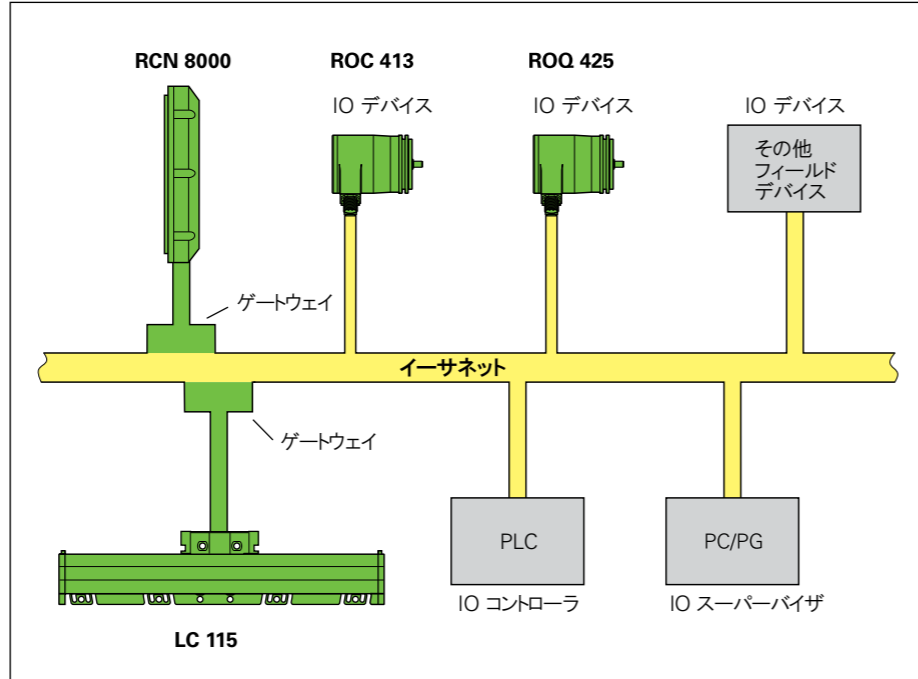 RCN 8000
ROC 413
ROQ 425
IO デバイス
IO デバイス
IO デバイス
その他
フィールド
デバイス
ゲートウェイ
イーサネット
ゲートウェイ
PLC
PC/PG
IO コントローラ
IO スーパーバイザ
LC 115